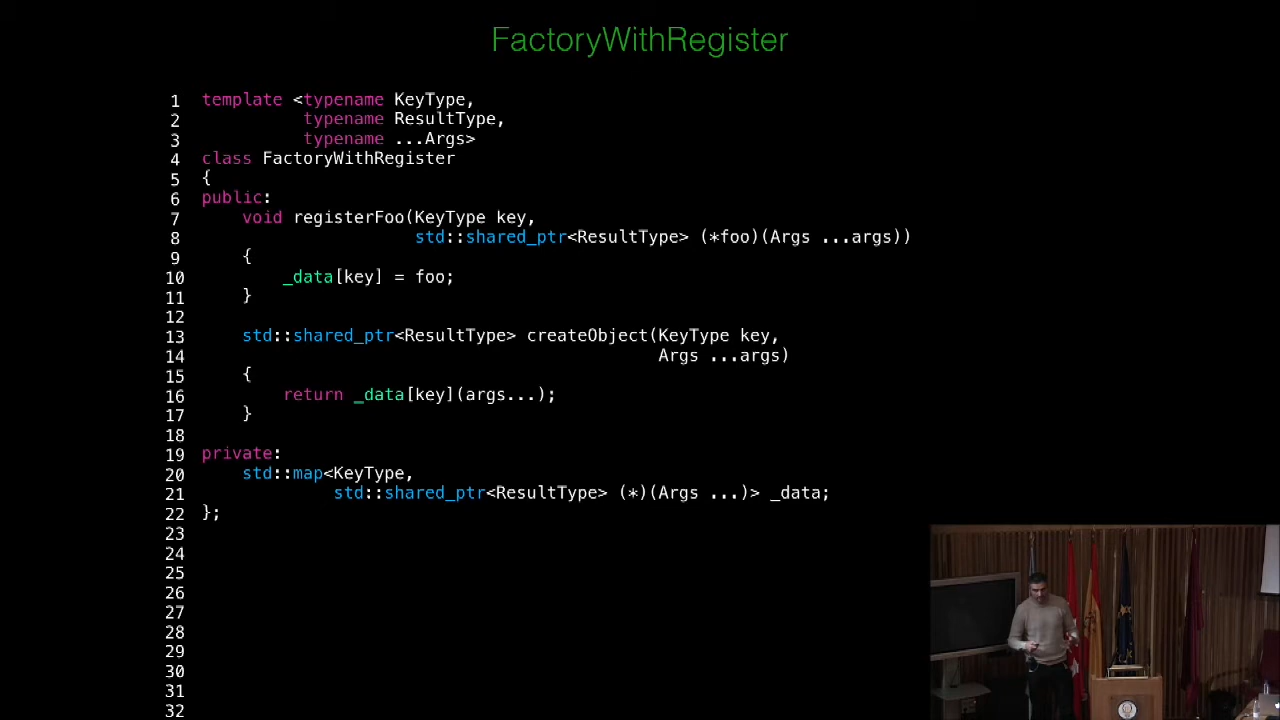 FactoryWithRegister
1 template <typename KeyType,
2 typename ResultType,
3 typename ...Args>
4 class FactoryWithRegister
5 {
6 public:
7 void registerFoo(KeyType key,
8 std::shared_ptr<ResultType> (*foo)(Args ...args))
9 {
10 _data[key] = foo;
11 }
12
13 std::shared_ptr<ResultType> createObject(KeyType key,
14 Args ...args)
15 {
16 return _data[key](args...);
17 }
18
19 private:
20 std::map<KeyType,
21 std::shared_ptr<ResultType> (*)(Args ...)> _data;
22 };
23
24
25
26
27
28
29
30
31
32